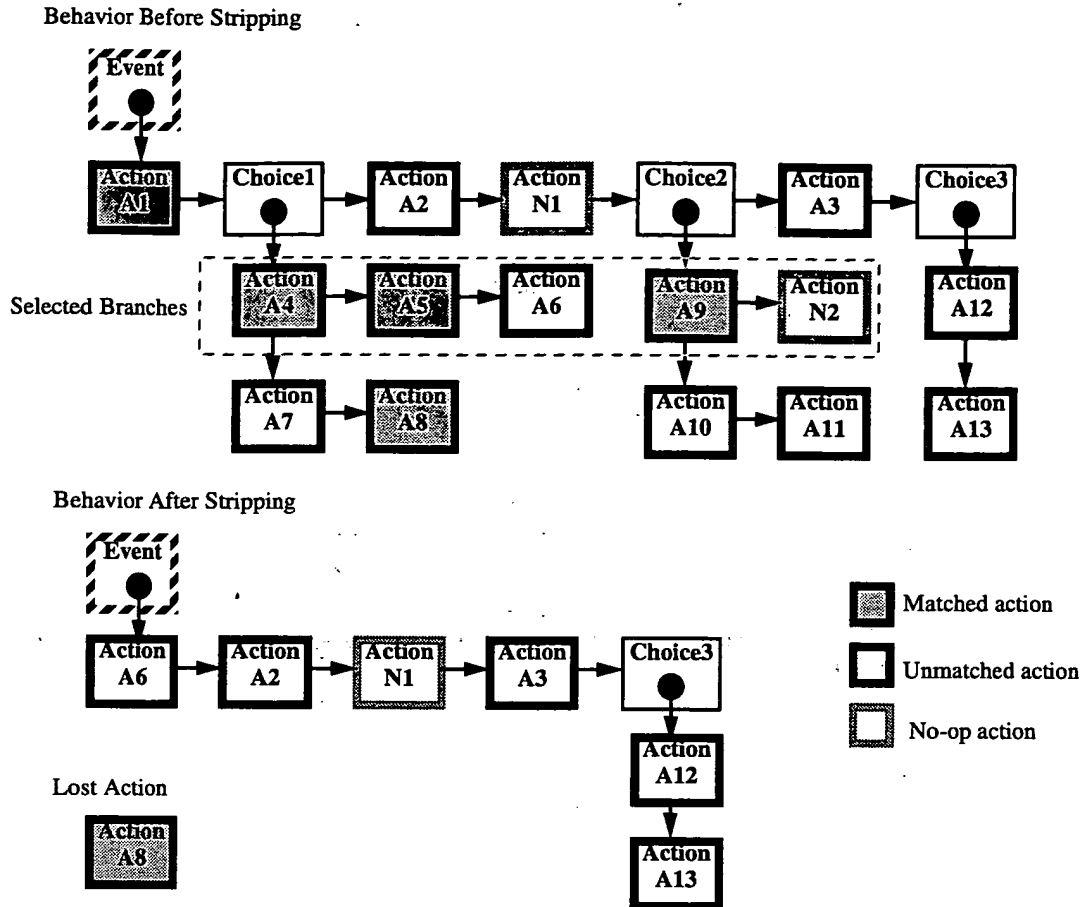 Behavior Before Stripping
Event
Action
A1
Choice1
Action
A2
Action
N1
Choice2
Action
A3
Choice3
Selected Branches
Action
A4
Action
A5
Action
A6
Action
A9
Action
N2
Action
A12
Action
A7
Action
A8
Action
A10
Action
A11
Action
A13
Behavior After Stripping
Event
Action
A6
Action
A2
Action
N1
Action
A3
Choice3
Matched action
Unmatched action
No-op action
Action
A12
Lost Action
Action
A8
Action
A13